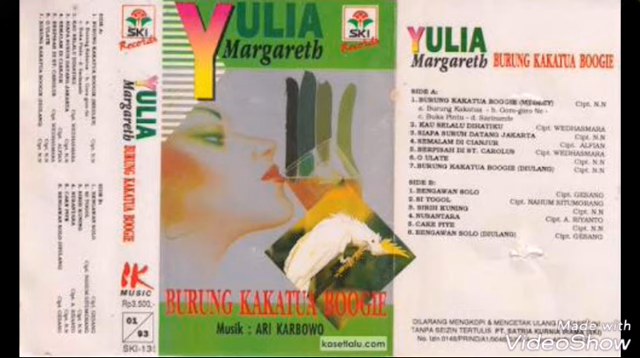 SKI
Records
YULIA
Margareth
BURUNG KAKATUA BOOGIE
IK
MUSIC
Rp3.500,-
01
93
SKI-13
SKI
Records
SKI
Records
YULIA
Margareth
BURUNG KAKATUA BOOGIE
Musik : ARI KARBOWO
kasetlalu.com
YULIA
Margareth BURUNG KAKATUA BOOGIE
SIDE A:
1. BURUNG KAKATUA BOOGIE (MEDLEY) Cipt. N.N
a. Burung Kakatua - b.
c. Buka Pintu - d. Sarinande
2. KAU SELALU DIHATIKU Cipt. WEDHASMARA
3. SIAPA SURUH DATANG JAKARTA Cipt. N.N
4. SEMALAM DI CIANJUR Cipt. ALFIAN
5. BERPISAH DI ST. CAROLUS Cipt. WEDHASMARA
6. O ULATE Cipt. N.N
7. BURUNG KAKATUA BOOGIE (DIULANG) Cipt. N.N
SIDE B:
1. BENGAWAN SOLO Cipt. GESANG
2. SI TOGOL Cipt. NAHUM SITUMORANG
3. SIRDI KUNING Cipt. N.N
4. NUSANTARA Cipt. A. RIYANTO
5. CAKE PIYE Cipt. N.N
6. BENGAWAN SOLO (DIULANG) Cipt. GESANG
DILARANG MENGKOPI & MENCETAK ULANG
TANPA SEIZIN TERTULIS PT. SATRIA KURNIA
Made with
VideoShow